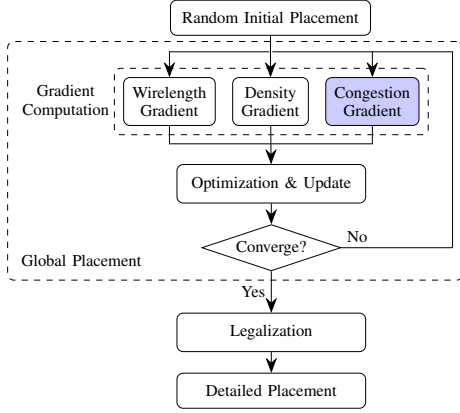 Random Initial Placement
Gradient
Computation
Wirelength
Gradient
Density
Gradient
Congestion
Gradient
Optimization & Update
Converge?
No
Global Placement
Yes
Legalization
Detailed Placement